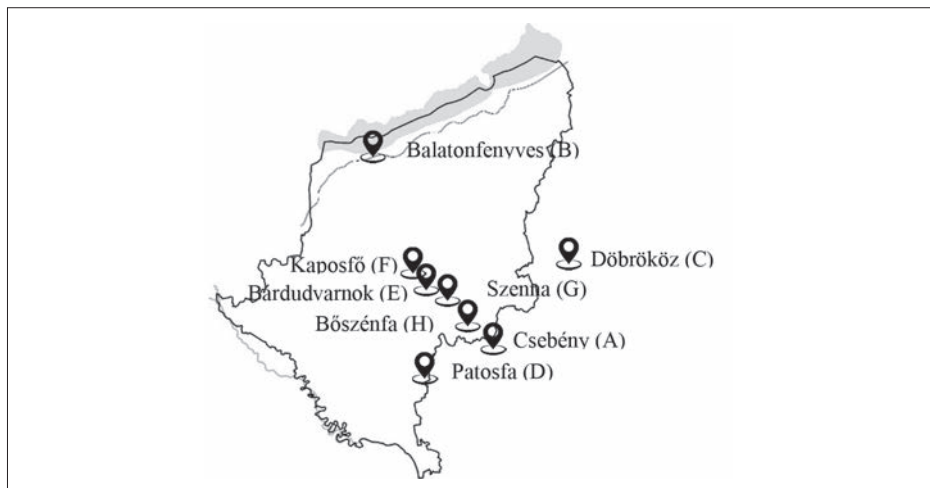 Balatonfenyves (B)
Döbrököz (C)
Kaposfő (F)
Bárdudvarnok (E)
Szenna (G)
Bőszénfa (H)
Csebény (A)
Patosfa (D)